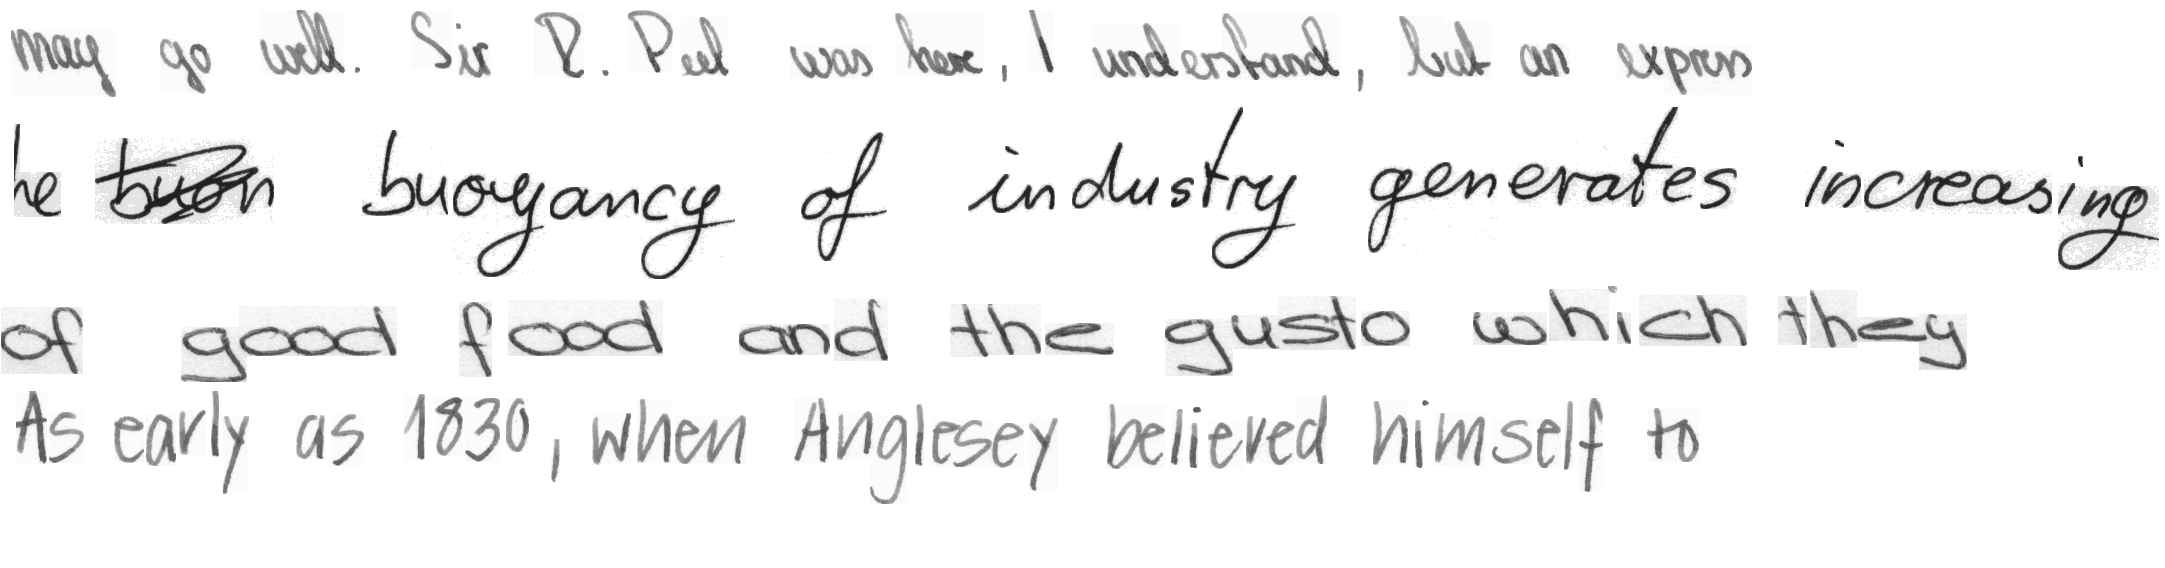 may go well. Sir R. Peel was here, I understand, but an express
he buoyancy of industry generates increasing
of good food and the gusto which they
As early as 1830, when Anglesey believed himself to